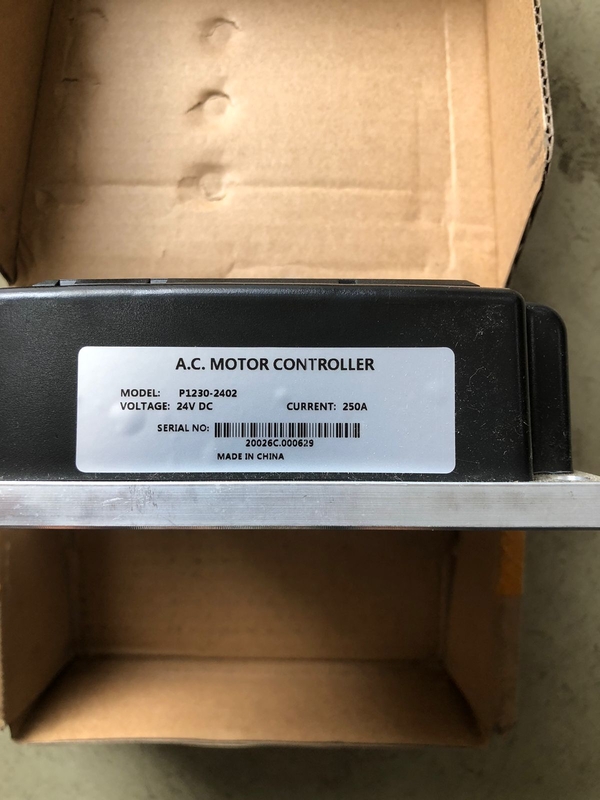 A.C. MOTOR CONTROLLER
MODEL: P1230-2402
VOLTAGE: 24V DC CURRENT: 250A
SERIAL NO:
20026C.000629
MADE IN CHINA